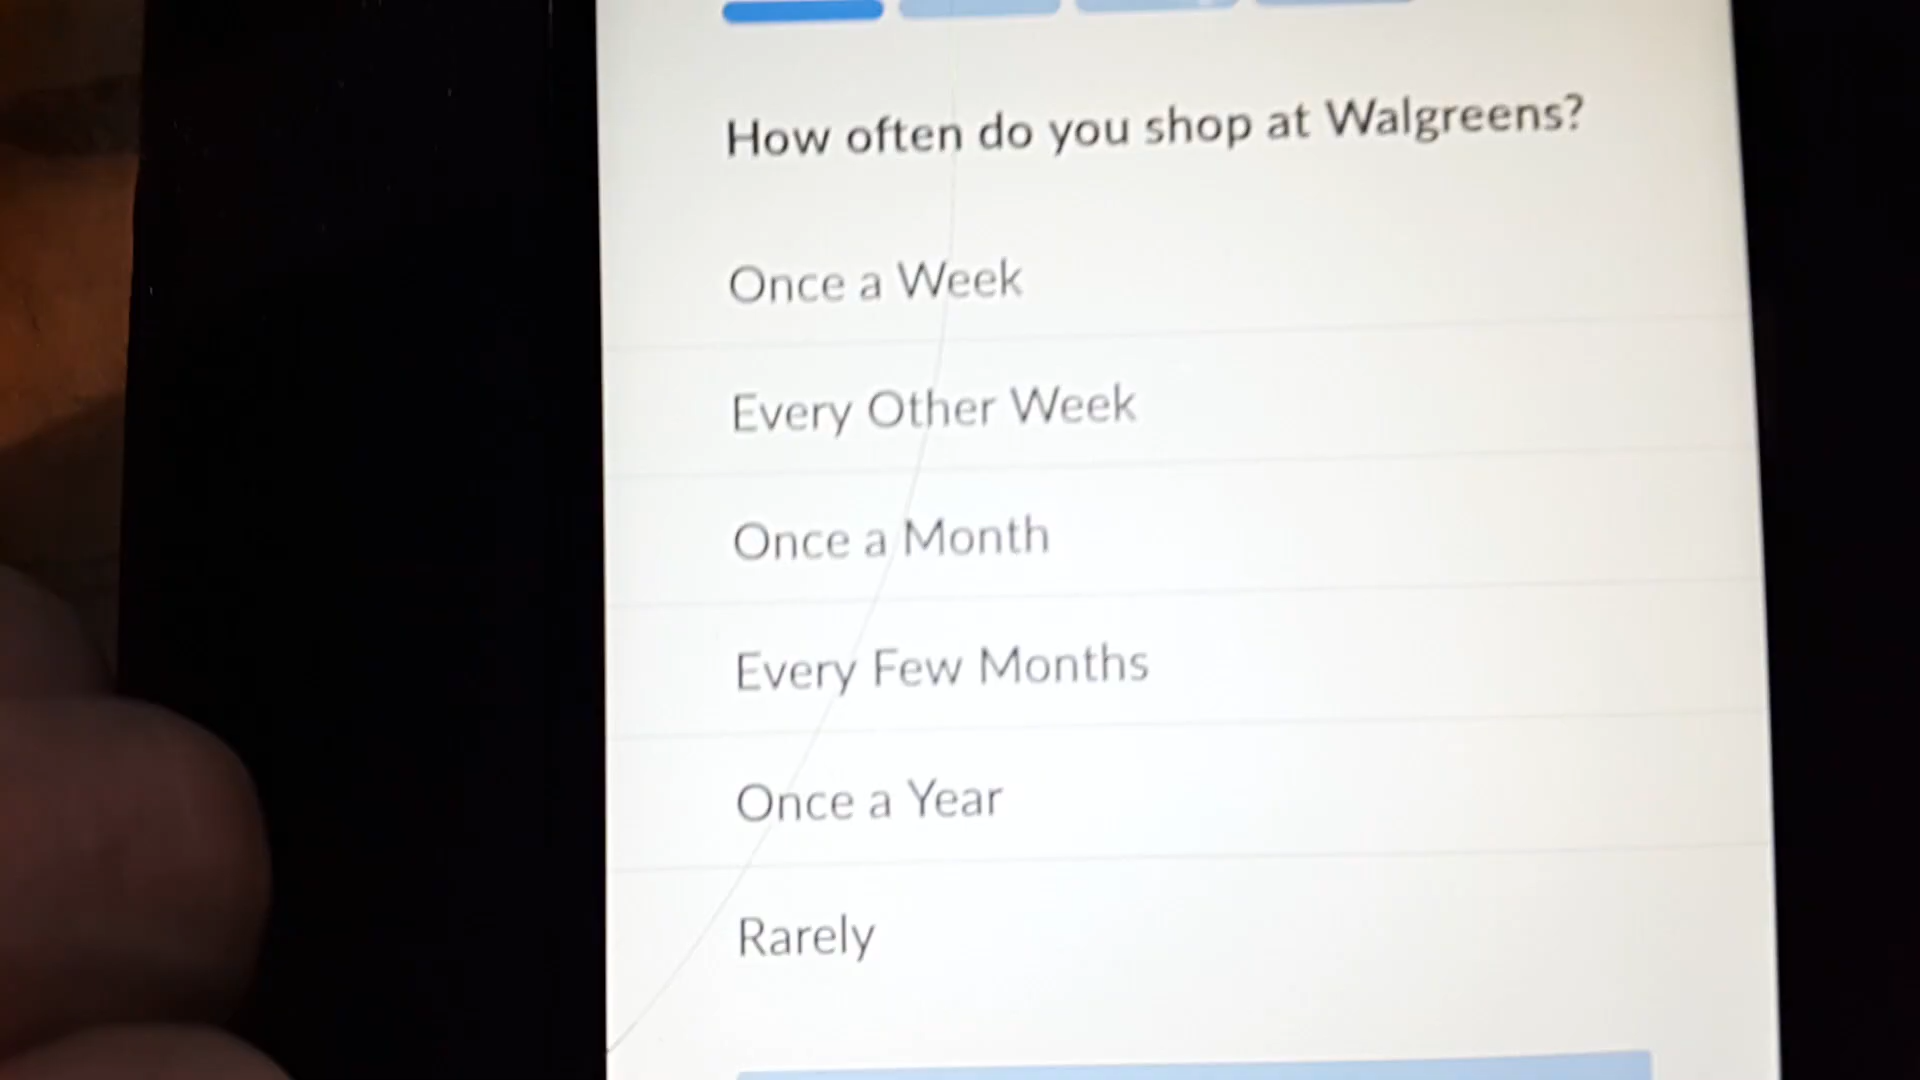 How often do you shop at Walgreens?
Once a Week
Every Other Week
Once a Month
Every Few Months
Once a Year
Rarely